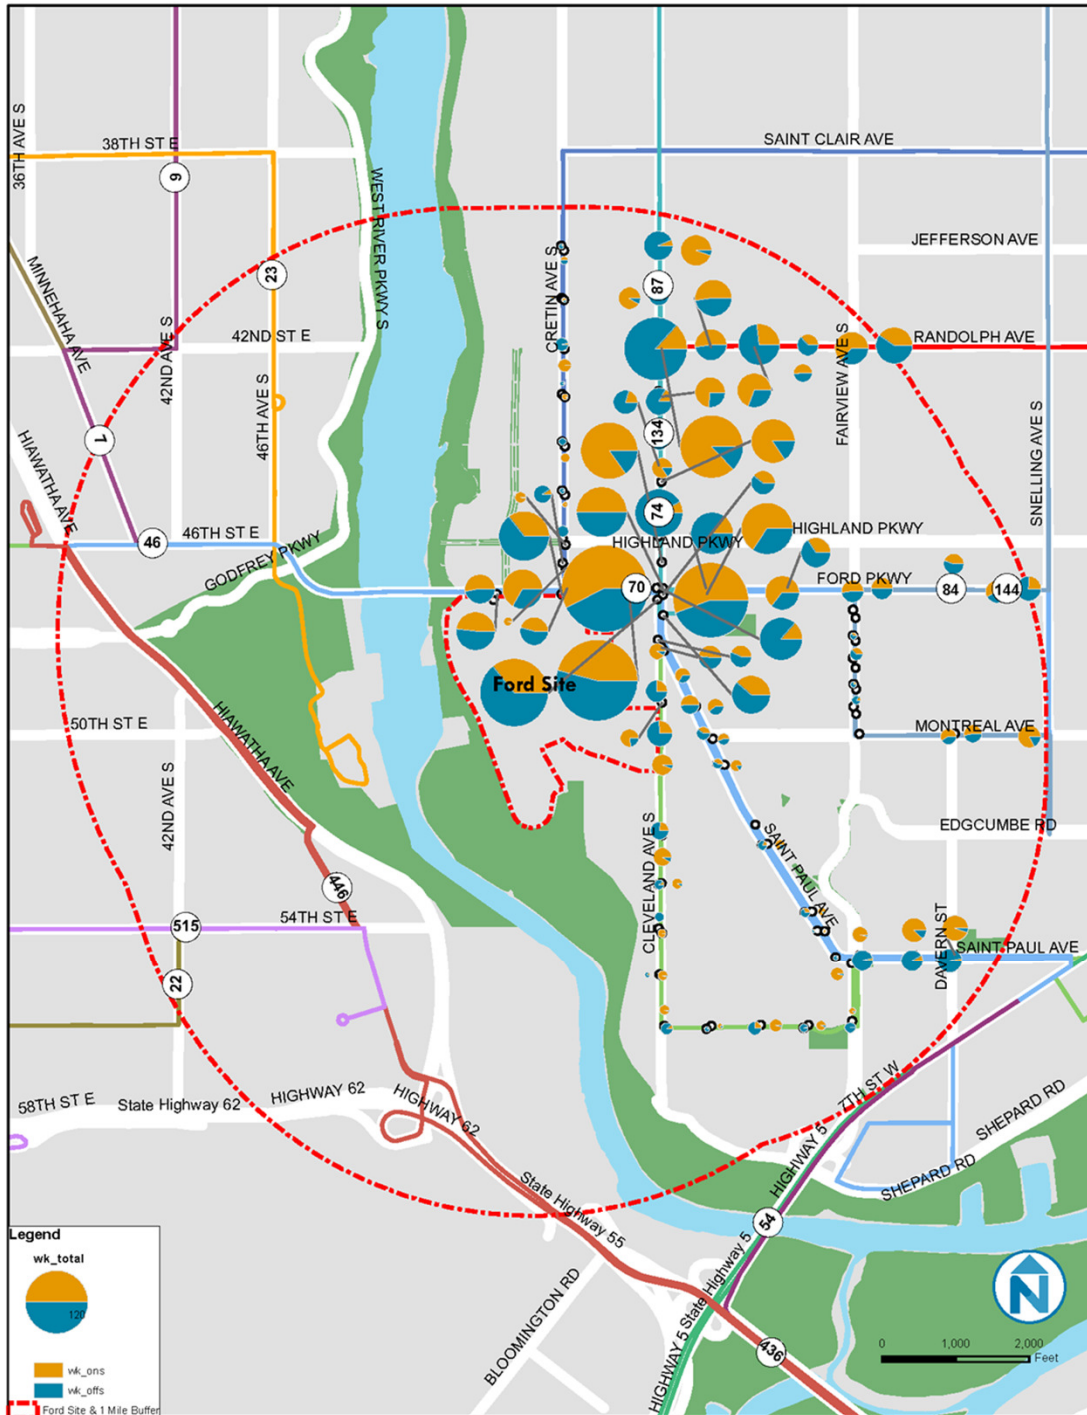 36TH AVE S
38TH ST E
SAINT CLAIR AVE
9
WEST RIVER PKWY S
JEFFERSON AVE
MINNEHAHA AVE
23
CRETIN AVE S
87
42ND AVE S
42ND ST E
FAIRVIEW AVE S
RANDOLPH AVE
46TH AVE S
134
7
HIAWATHA AVE
SNELLING AVE S
74
46
46TH ST E
HIGHLAND PKWY
HIGHLAND PKWY
GODFREY PKWY
FORD PKWY
70
84
144
Ford Site
50TH ST E
HIAWATHA AVE
MONTREAL AVE
42ND AVE S
EDGCUMBE RD
CLEVELAND AVE S
SAINT PAUL AVE
446
515
54TH ST E
DAVERN ST
SAINT PAUL AVE
22
58TH ST E
State Highway 62
HIGHWAY 62
HIGHWAY 62
7TH ST W
SHEPARD RD
HIGHWAY 5
SHEPARD RD
State Highway 55
54
State Highway 5
HIGHWAY 5
BLOOMINGTON RD
436
Legend
wk_total
120
wk_ons
wk_offs
Ford Site & 1 Mile Buffer
N
0 1,000 2,000
Feet